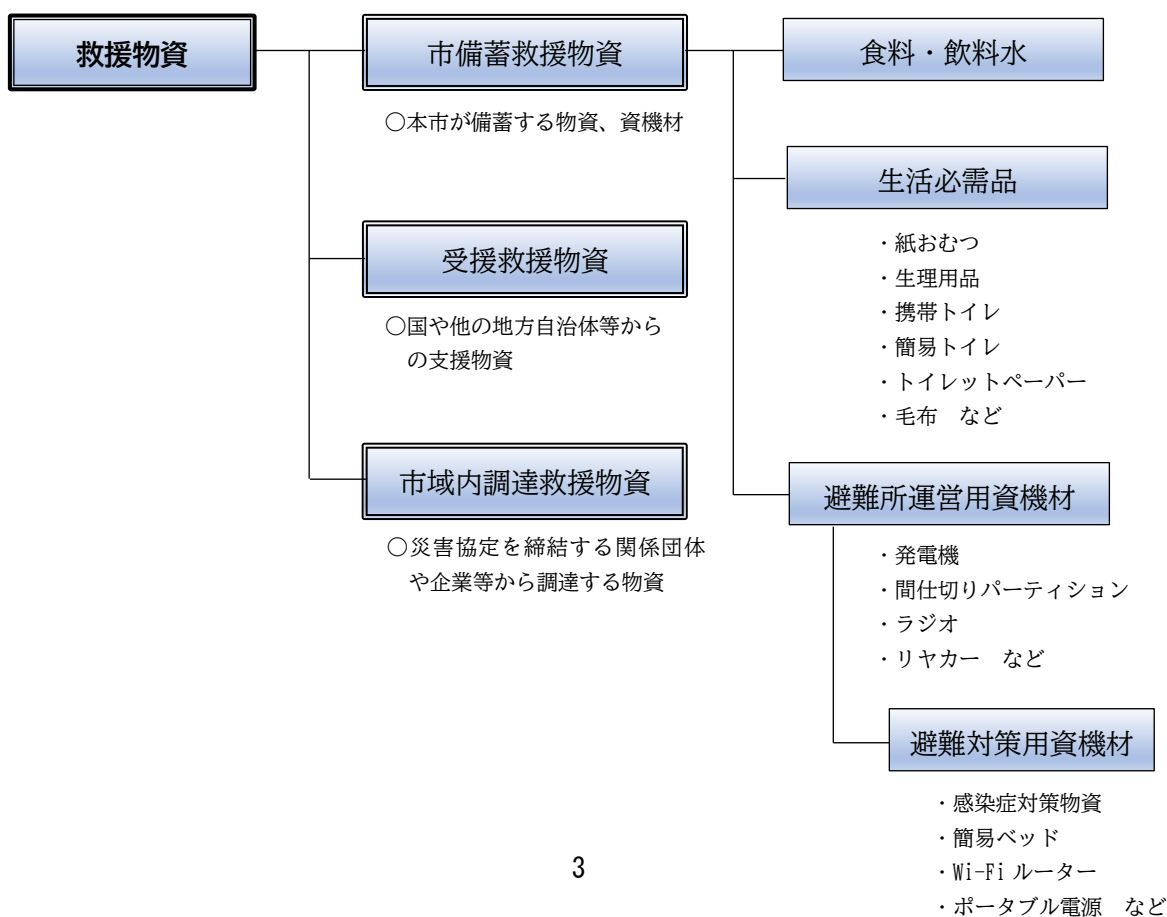 救援物資
市備蓄救援物資
○本市が備蓄する物資、資機材
受援救援物資
○国や他の地方自治体等から
の支援物資
市域内調達救援物資
○災害協定を締結する関係団体
や企業等から調達する物資
食料・飲料水
生活必需品
・紙おむつ
・生理用品
・携帯トイレ
・簡易トイレ
・トイレットペーパー
・毛布　など
避難所運営用資機材
・発電機
・間仕切りパーティション
・ラジオ
・リヤカー　など
避難対策用資機材
・感染症対策物資
・簡易ベッド
・Wi-Fi ルーター
・ポータブル電源　など
3